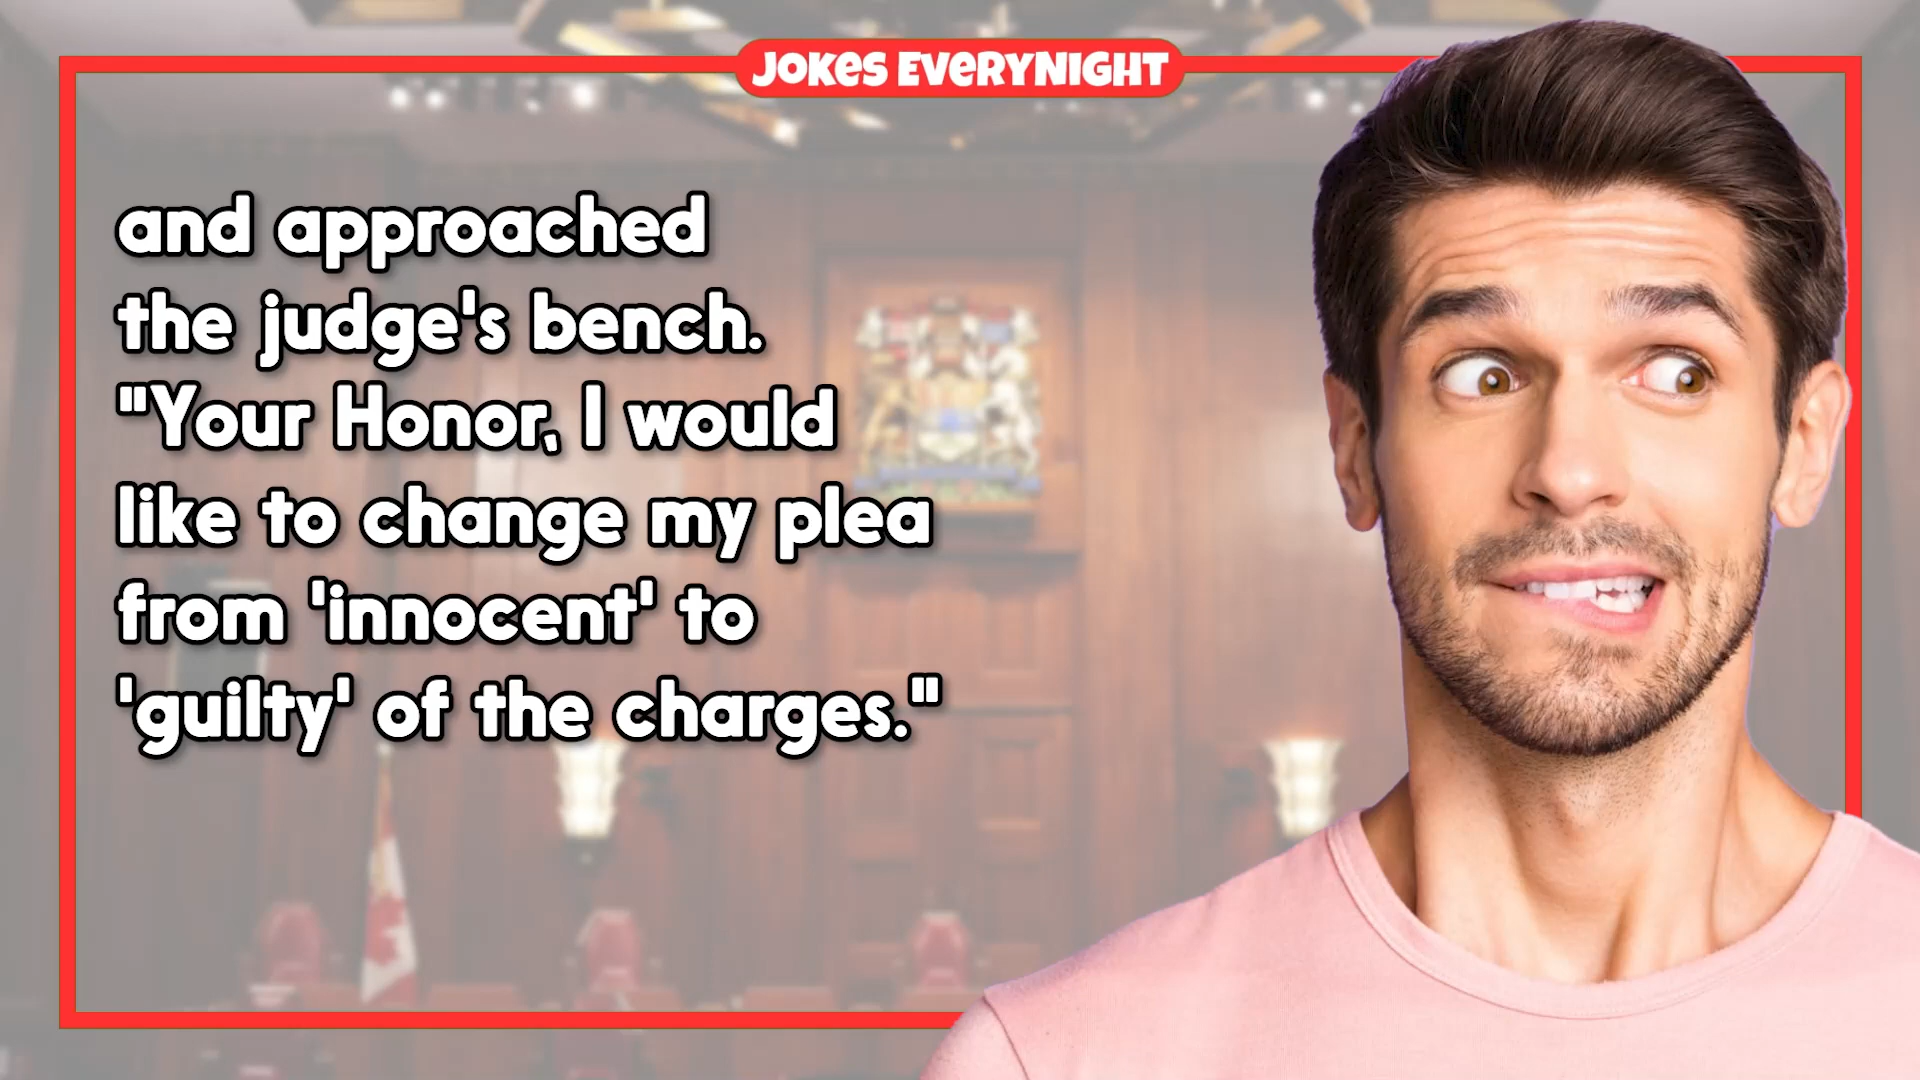 JOKES EVERYNIGHT
and approached
the judge's bench.
"Your Honor, I would
like to change my plea
from 'innocent' to
'guilty' of the charges."